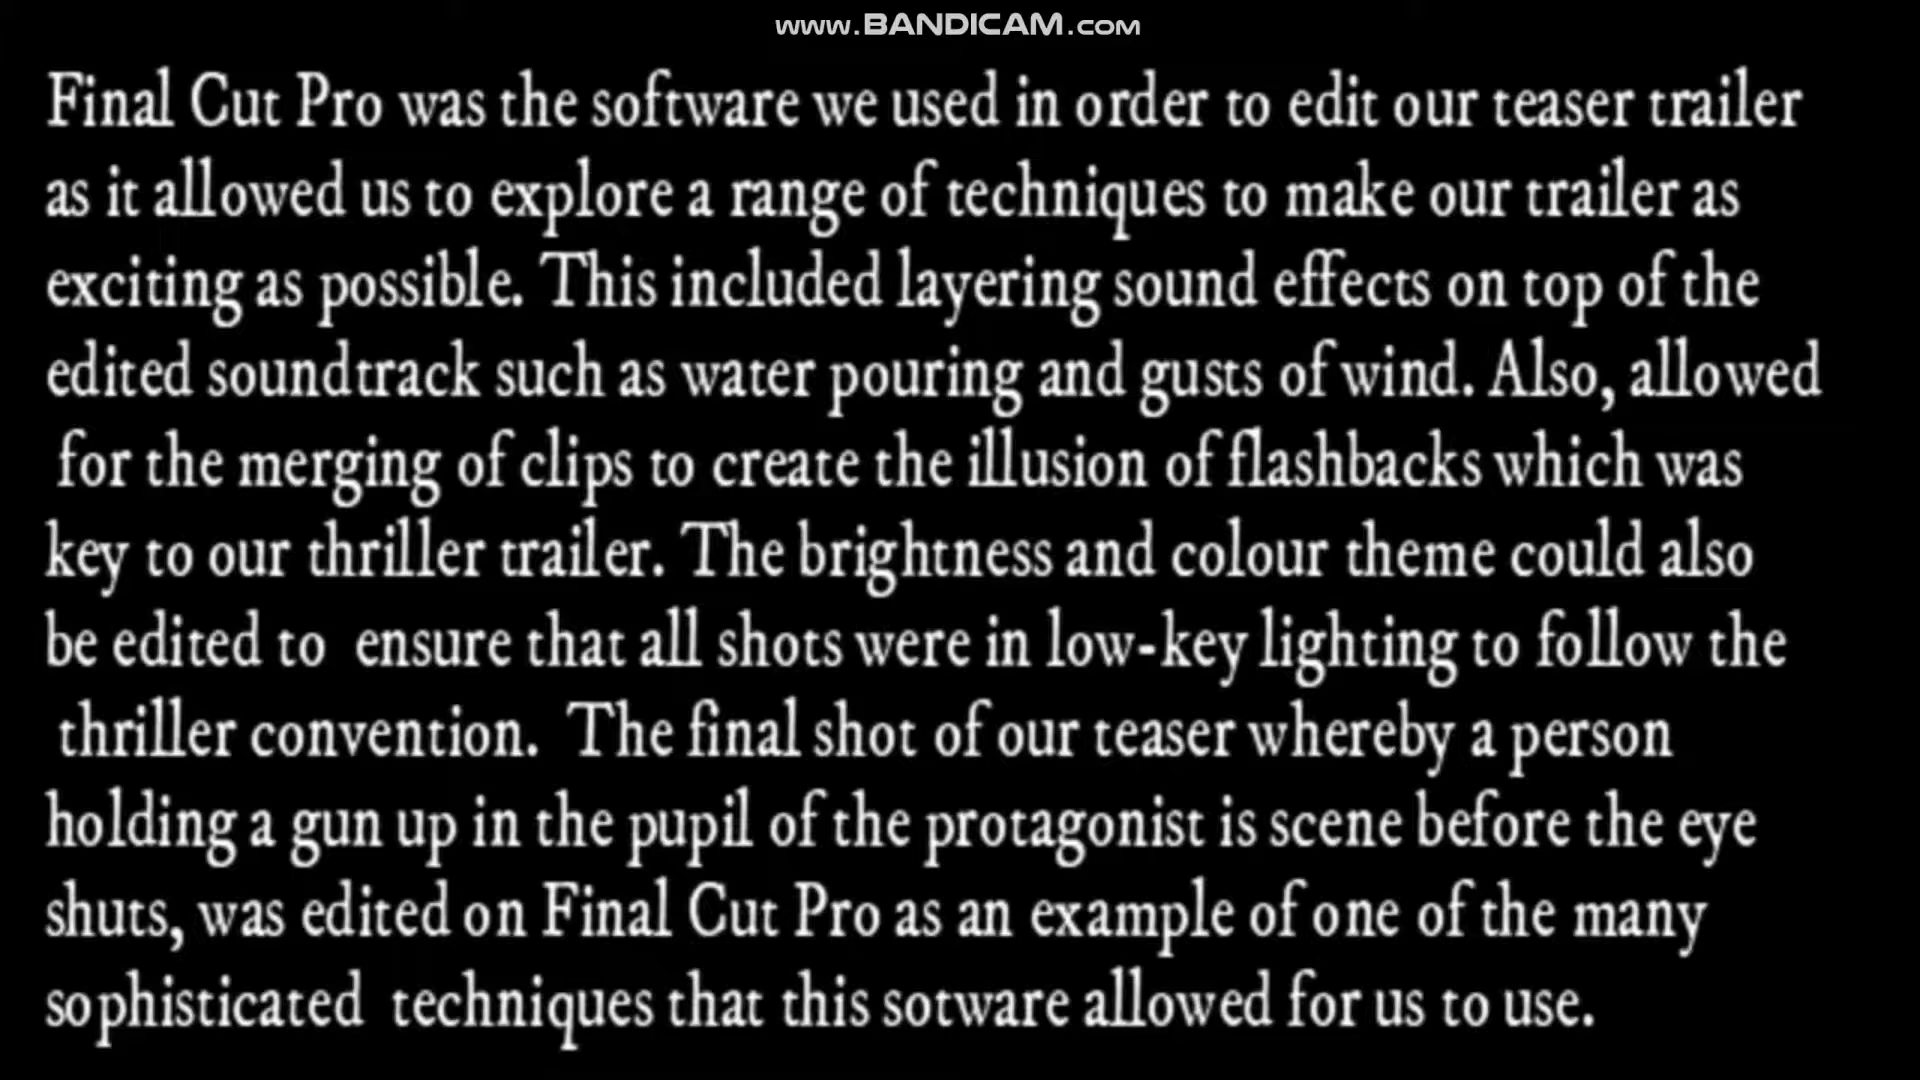 www.BANDICAM.com
Final Cut Pro was the software we used in order to edit our teaser trailer
as it allowed us to explore a range of techniques to make our trailer as
exciting as possible. This included layering sound effects on top of the
edited soundtrack such as water pouring and gusts of wind. Also, allowed
for the merging of clips to create the illusion of flashbacks which was
key to our thriller trailer. The brightness and colour theme could also
be edited to ensure that all shots were in low-key lighting to follow the
thriller convention. The final shot of our teaser whereby a person
holding a gun up in the pupil of the protagonist is scene before the eye
shuts, was edited on Final Cut Pro as an example of one of the many
sophisticated techniques that this sotware allowed for us to use.